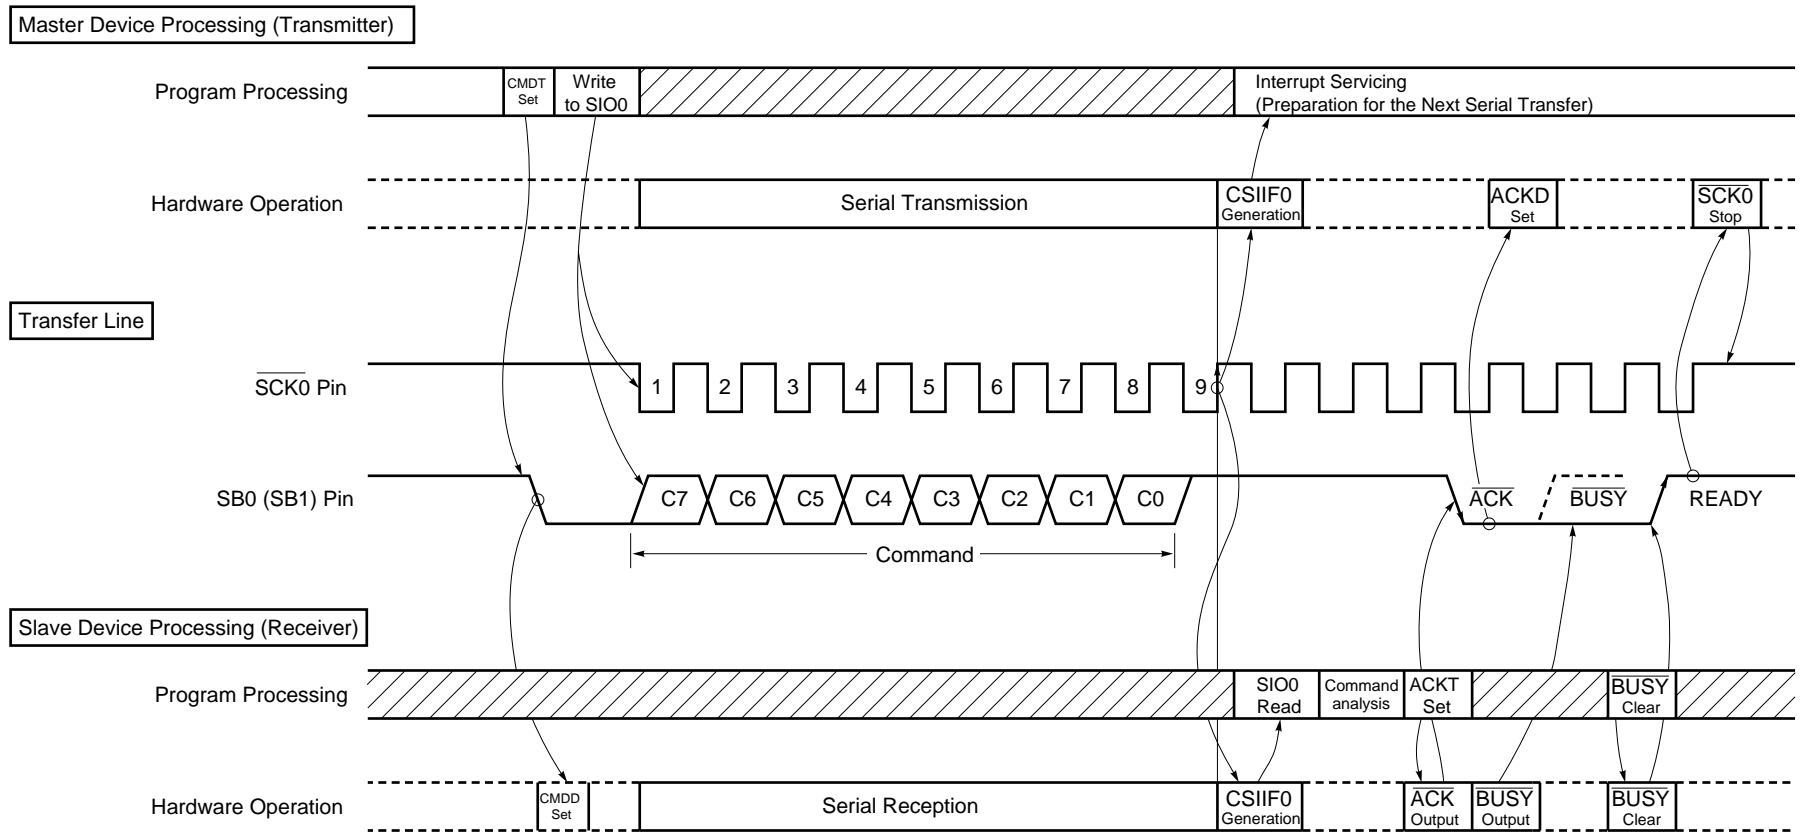 Master Device Processing (Transmitter)
Program Processing
CMDT
Set
Write
to SIO0
Interrupt Servicing
(Preparation for the Next Serial Transfer)
Hardware Operation
Serial Transmission
CSIIF0
Generation
ACKD
Set
SCK0
Stop
Transfer Line
SCK0 Pin
1 2 3 4 5 6 7 8 9
SB0 (SB1) Pin
C7 C6 C5 C4 C3 C2 C1 C0
ACK
BUSY
READY
Command
Slave Device Processing (Receiver)
Program Processing
SIO0
Read
Command
analysis
ACKT
Set
BUSY
Clear
Hardware Operation
CMDD
Set
Serial Reception
CSIIF0
Generation
ACK
Output
BUSY
Output
BUSY
Clear